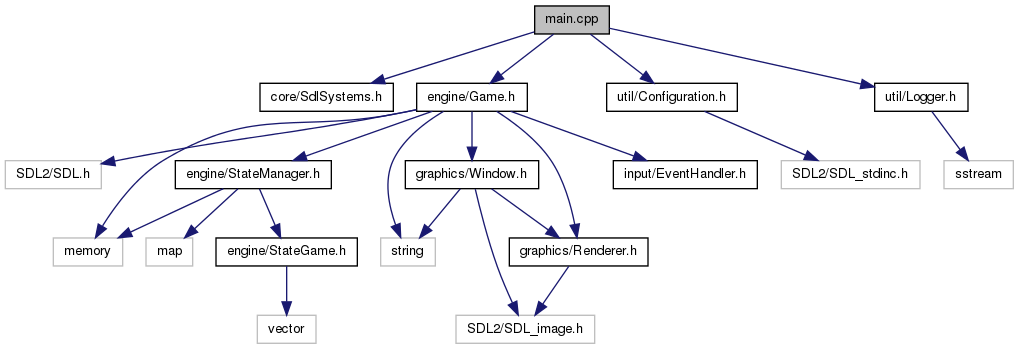 main.cpp
core/SdlSystems.h
engine/Game.h
util/Configuration.h
util/Logger.h
SDL2/SDL.h
engine/StateManager.h
graphics/Window.h
input/EventHandler.h
SDL2/SDL_stdinc.h
sstream
memory
map
engine/StateGame.h
string
graphics/Renderer.h
vector
SDL2/SDL_image.h